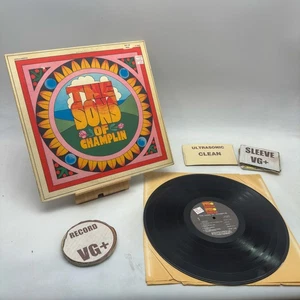 THE
SONS
OF
CHAMPLIN
ULTRASONIC
CLEAN
SLEEVE
VG+
RECORD
VG+